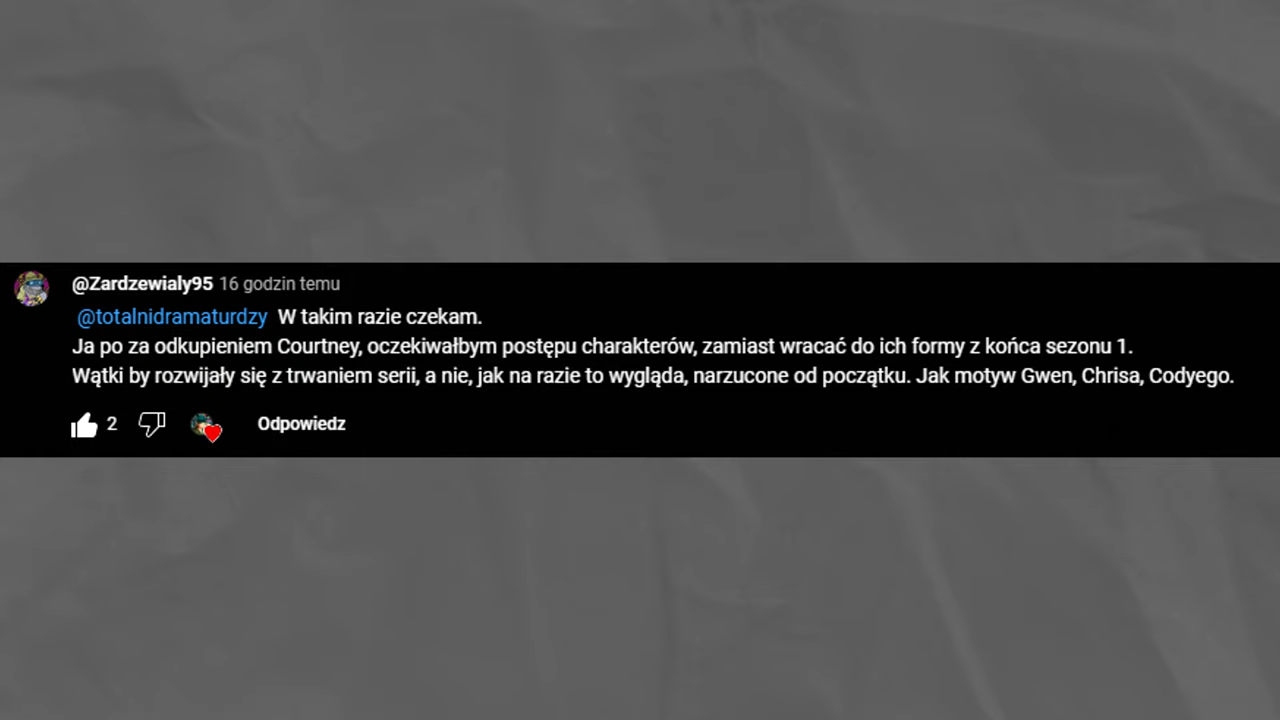 @Zardzewialy95 16 godzin temu
@totalnidramaturdzy W takim razie czekam.
Ja po za odkupieniem Courtney, oczekiwałbym postępu charakterów, zamiast wracać do ich formy z końca sezonu 1.
Wątki by rozwijały się z trwaniem serii, a nie, jak na razie to wygląda, narzucone od początku. Jak motyw Gwen, Chrisa, Codyego.
2 Odpowiedz